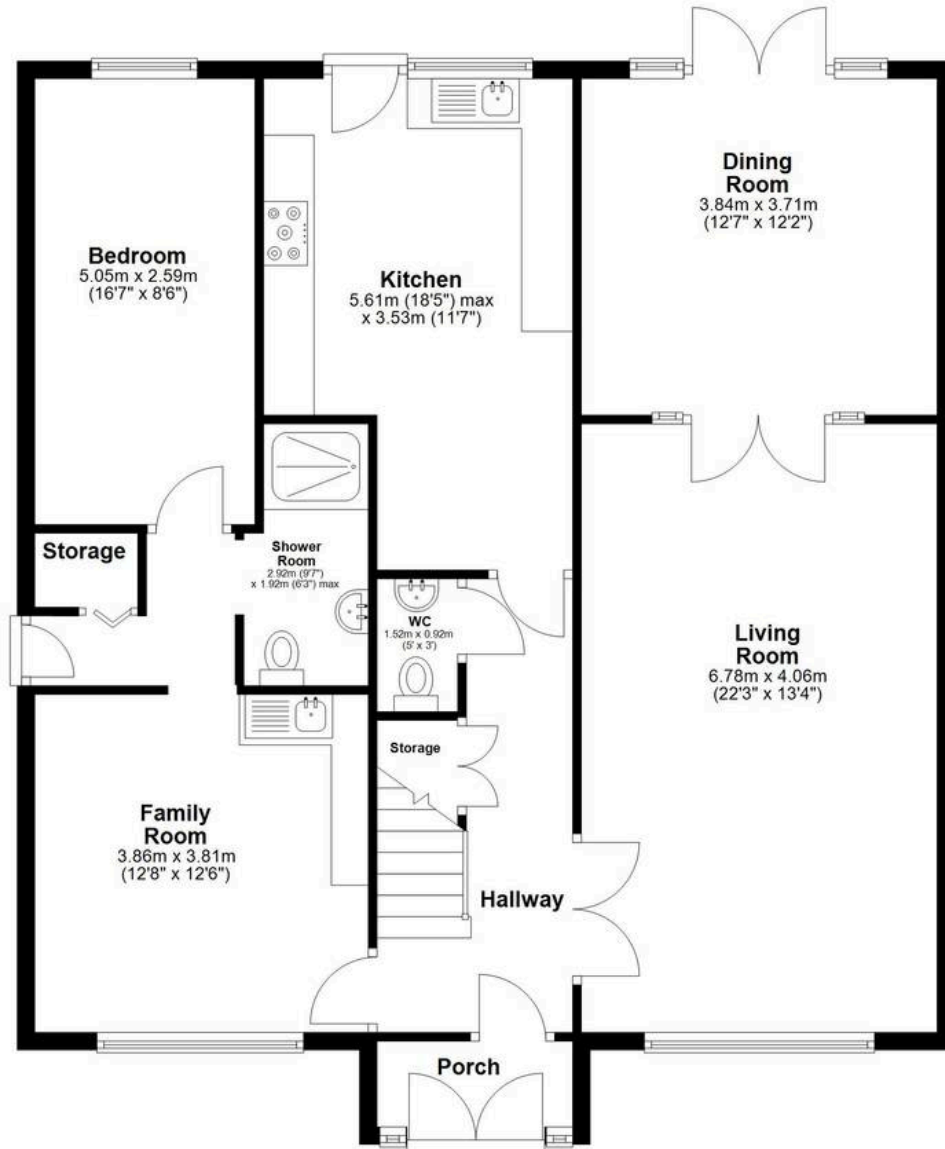 Bedroom
5.05m x 2.59m
(16'7" x 8'6")
Kitchen
5.61m (18'5") max
x 3.53m (11'7")
Dining
Room
3.84m x 3.71m
(12'7" x 12'2")
Storage
Shower
Room
2.92m (9'7")
x 1.92m (6'3") max
WC
1.52m x 0.92m
(5' x 3')
Living
Room
6.78m x 4.06m
(22'3" x 13'4")
Storage
Family
Room
3.86m x 3.81m
(12'8" x 12'6")
Hallway
Porch